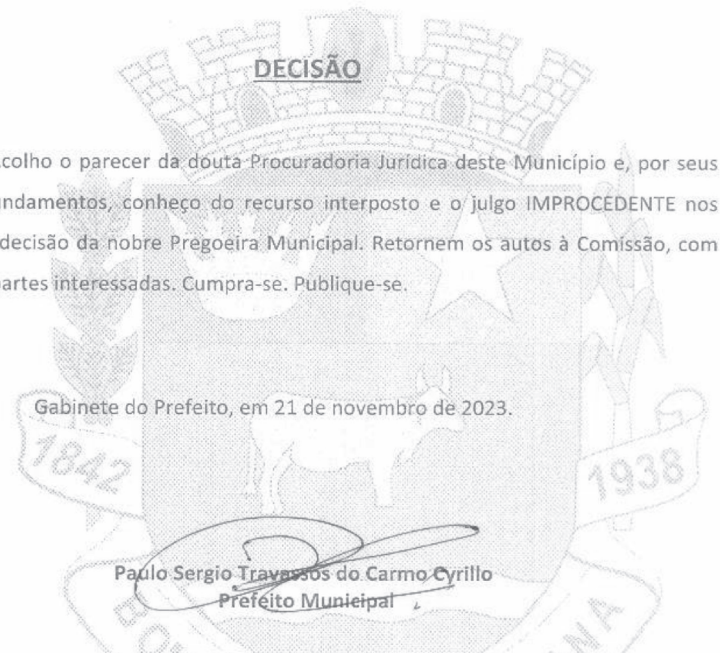 DECISÃO
colho o parecer da douta Procuradoria Jurídica deste Município e, por seus
ndamentos, conheço do recurso interposto e o julgo IMPROCEDENTE nos
decisão da nobre Pregoeira Municipal. Retornem os autos à Comissão, com
artes interessadas. Cumpra-se. Publique-se.
Gabinete do Prefeito, em 21 de novembro de 2023.
1842
1938
Paulo Sergio Travassos do Carmo Cyrillo
Prefeito Municipal